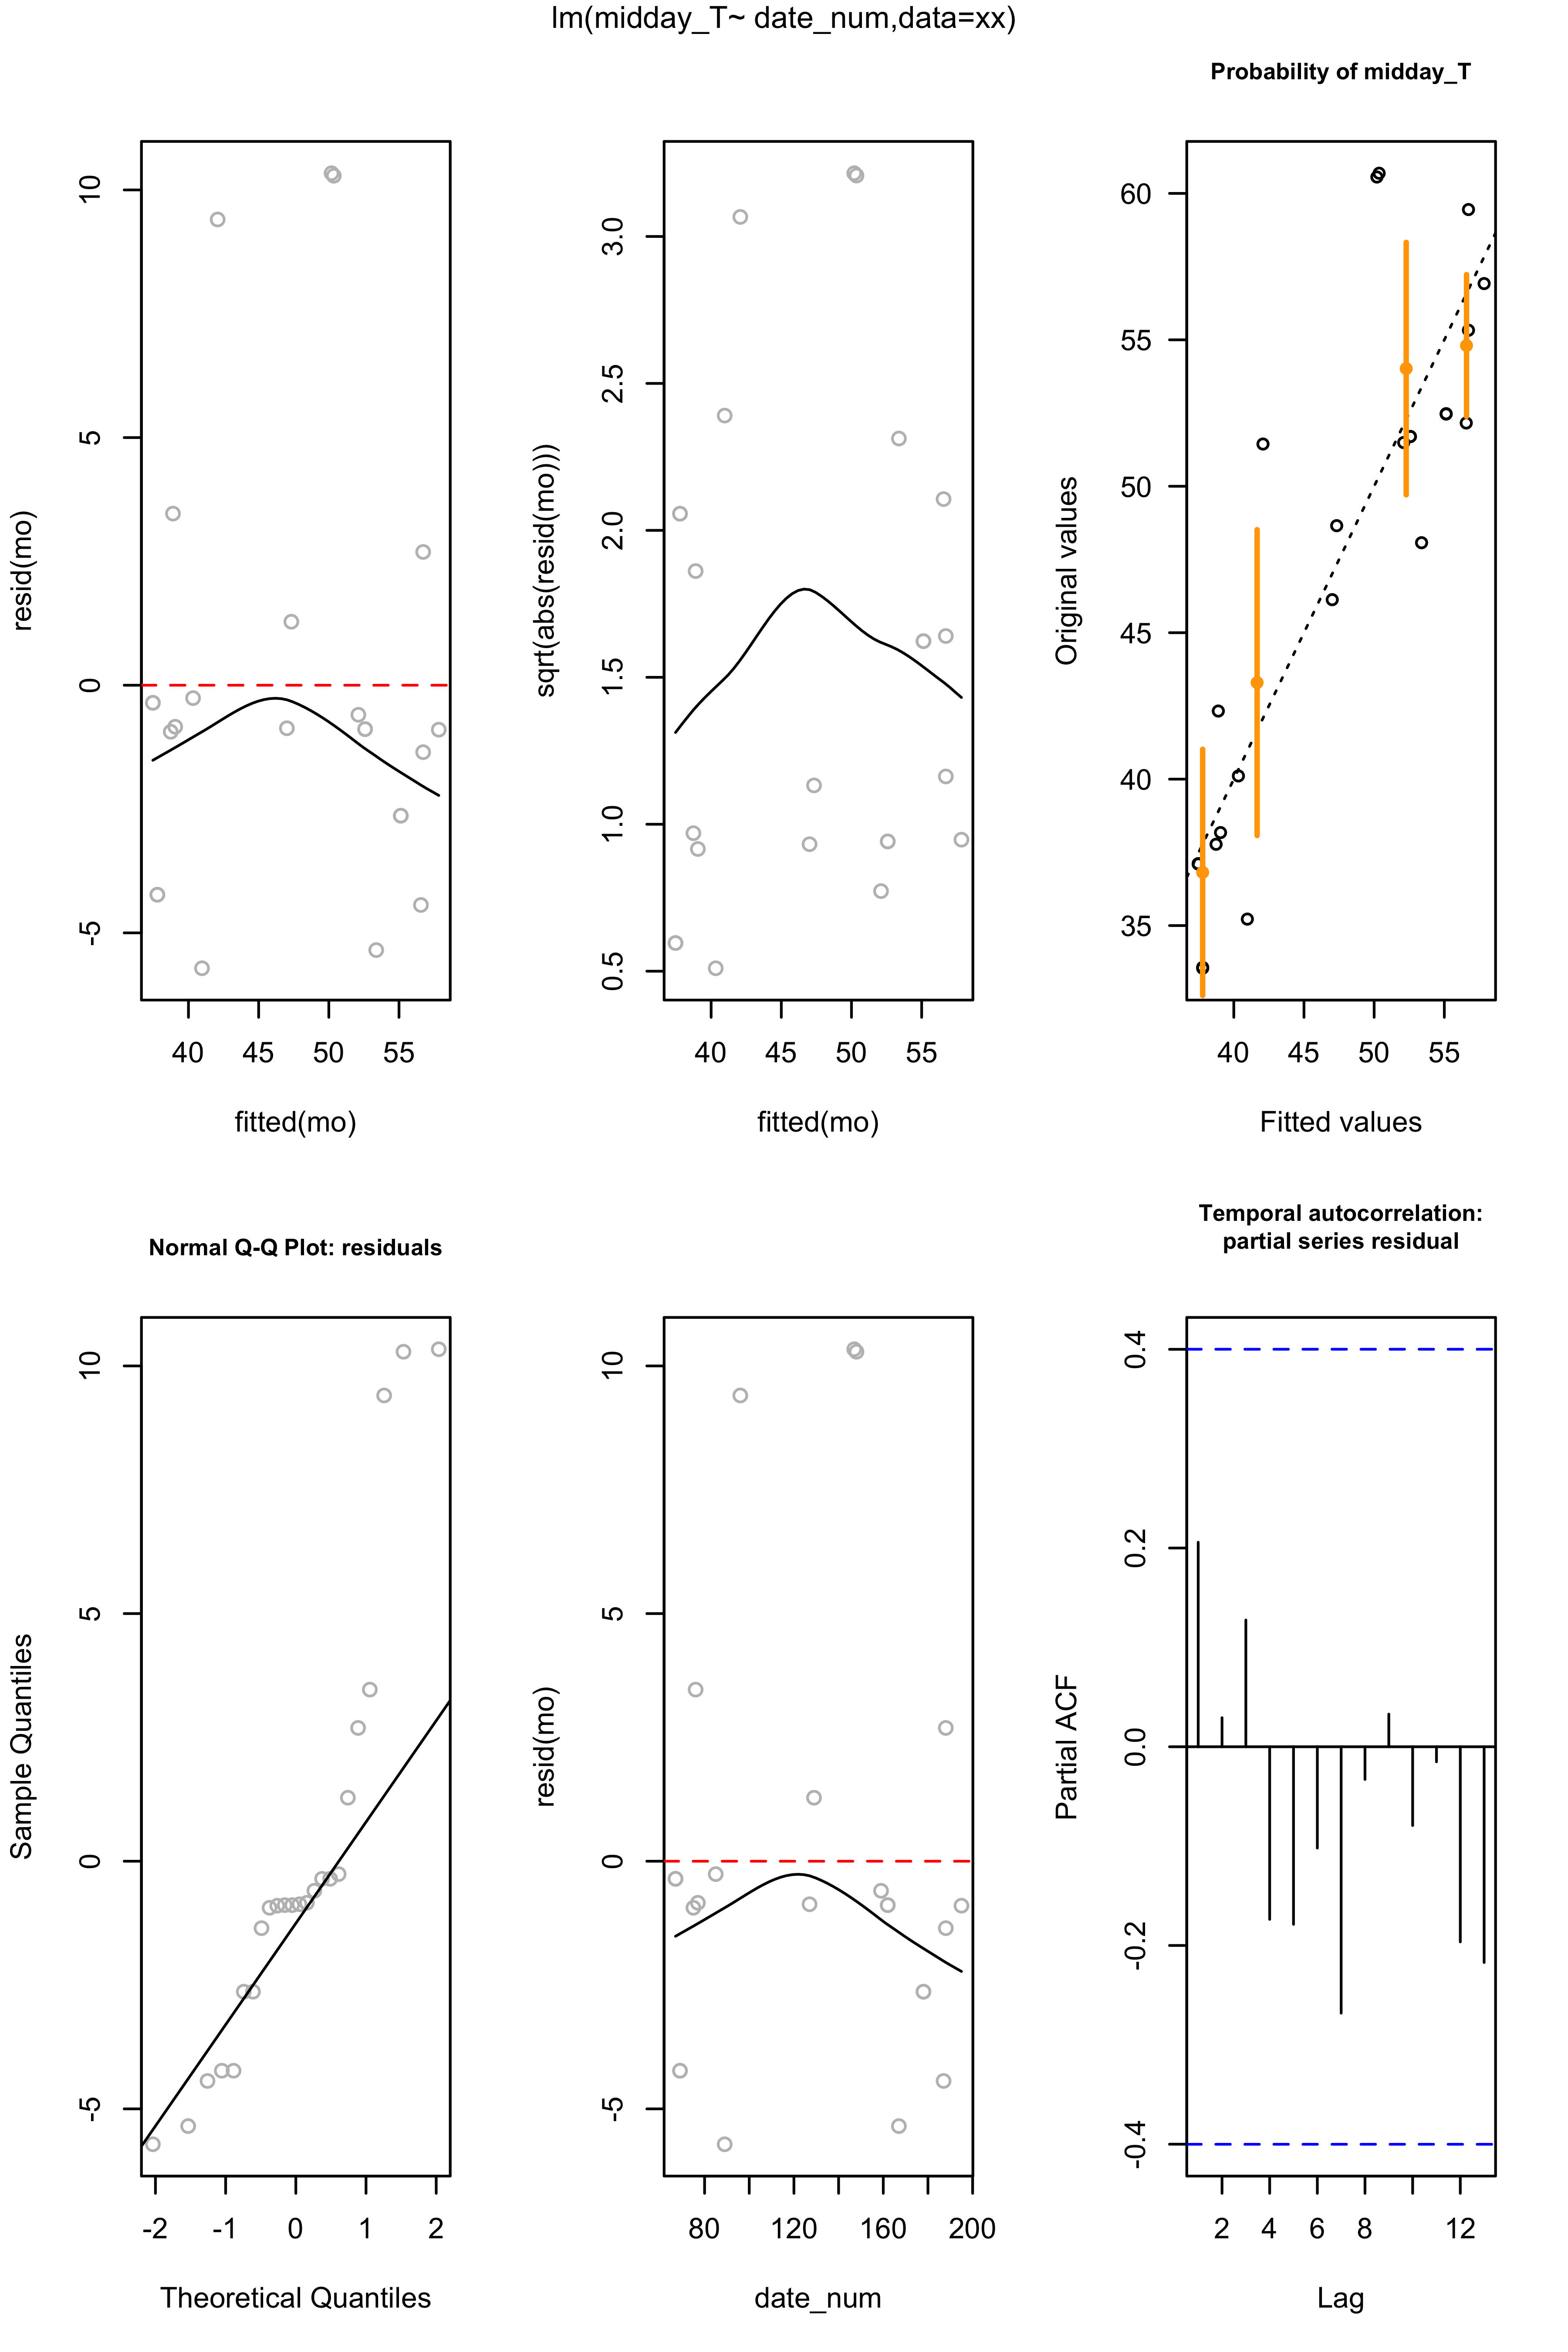 lm(midday_T~ date_num,data=xx)
resid(mo)
10
5
0
-5
40 45 50 55
fitted(mo)
sqrt(abs(resid(mo)))
3.0
2.5
2.0
1.5
1.0
0.5
40 45 50 55
fitted(mo)
Probability of midday_T
Original values
60
55
50
45
40
35
40 45 50 55
Fitted values
Normal Q-Q Plot: residuals
Sample Quantiles
10
5
0
-5
-2 -1 0 1 2
Theoretical Quantiles
resid(mo)
10
5
0
-5
80 120 160 200
date_num
Temporal autocorrelation:
partial series residual
Partial ACF
0.4
0.2
0.0
-0.2
-0.4
2 4 6 8 12
Lag